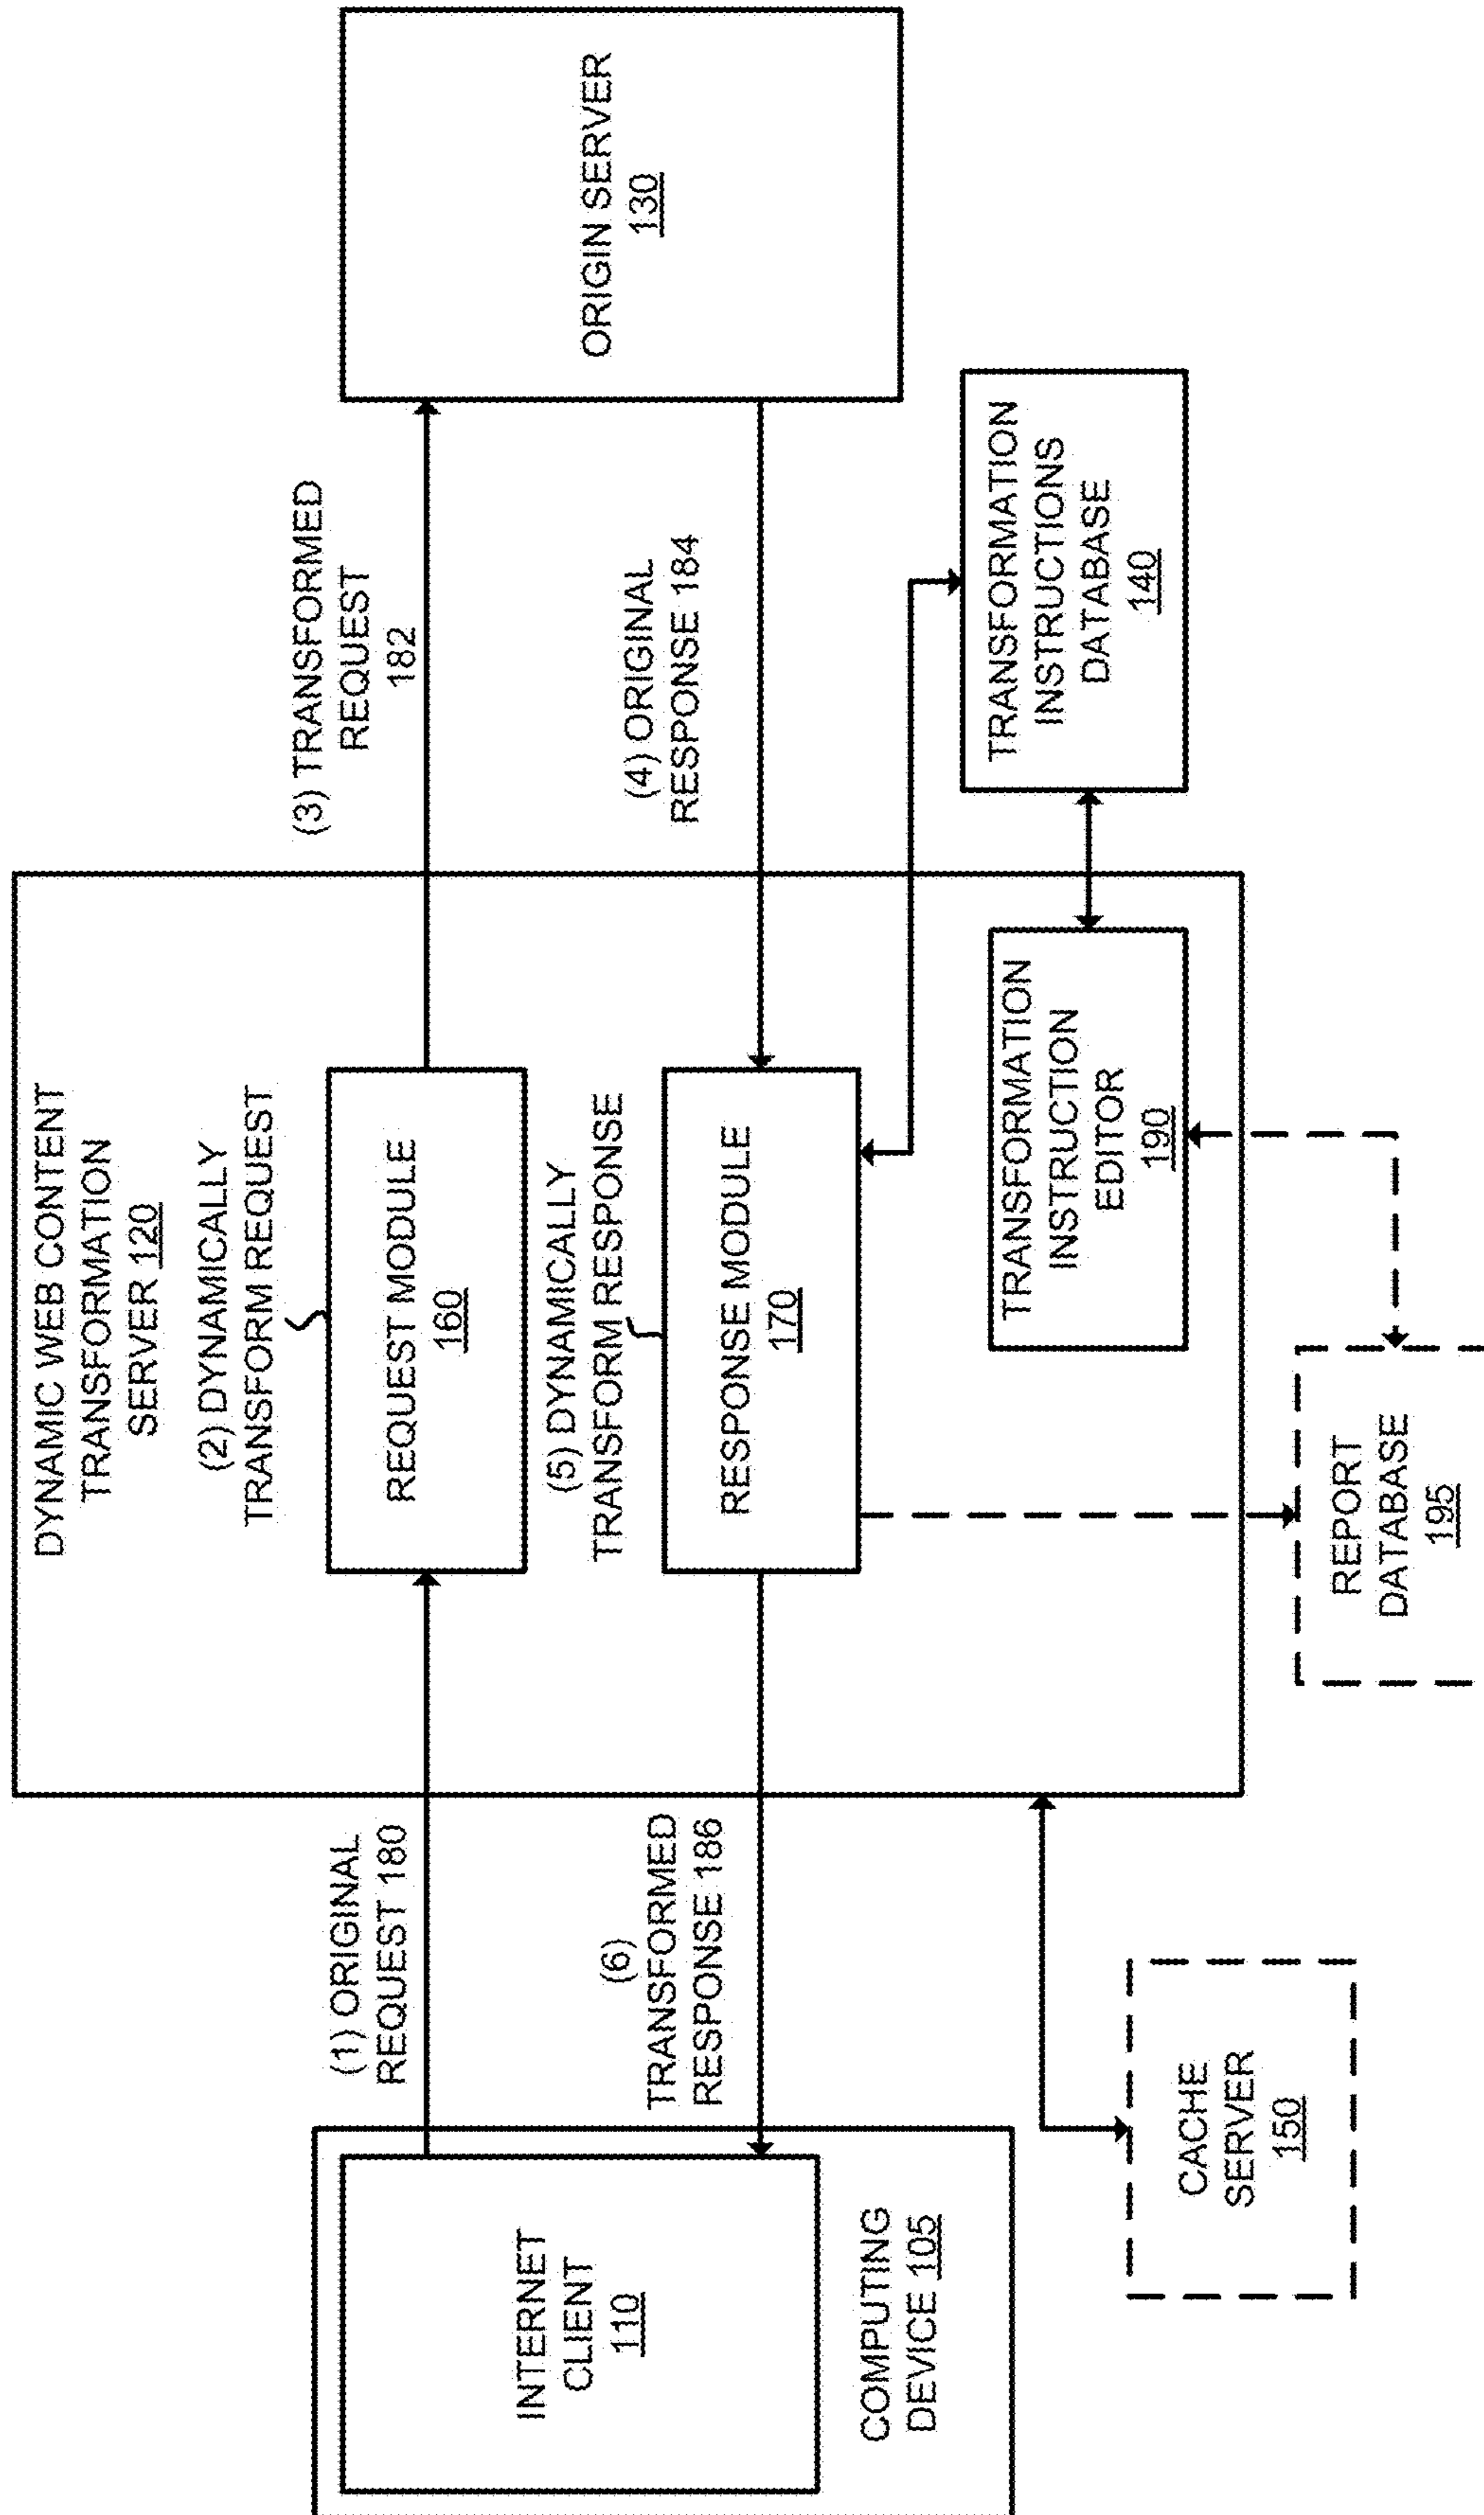 DYNAMIC WEB CONTENT
TRANSFORMATION
SERVER 120
(2) DYNAMICALLY
TRANSFORM REQUEST
REQUEST MODULE
160
(5) DYNAMICALLY
TRANSFORM RESPONSE
RESPONSE MODULE
170
TRANSFORMATION
INSTRUCTION
EDITOR
190
(1) ORIGINAL
REQUEST 180
(6)
TRANSFORMED
RESPONSE 186
INTERNET
CLIENT
110
COMPUTING
DEVICE 105
CACHE
SERVER
150
REPORT
DATABASE
195
(3) TRANSFORMED
REQUEST
182
(4) ORIGINAL
RESPONSE 184
ORIGIN SERVER
130
TRANSFORMATION
INSTRUCTIONS
DATABASE
140